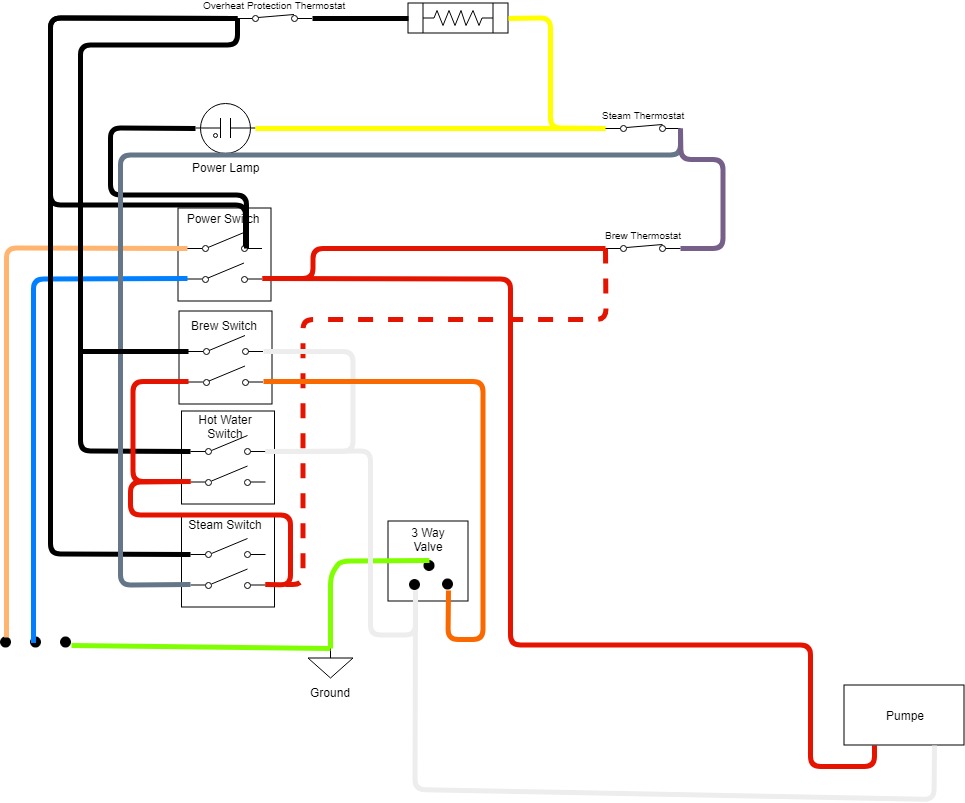 Overheat Protection Thermostat
Steam Thermostat
Power Lamp
Power Switch
Brew Thermostat
Brew Switch
Hot Water
Switch
Steam Switch
3 Way
Valve
Ground
Pumpe